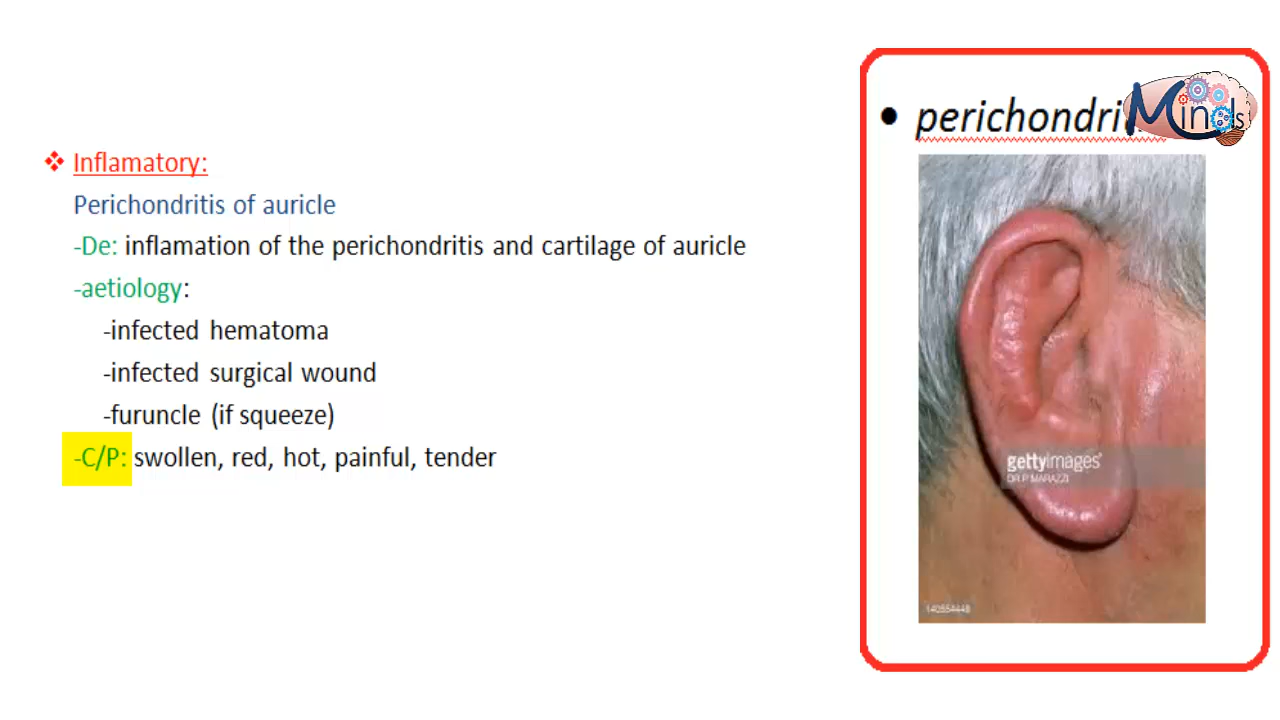 ❖ Inflamatory:
Perichondritis of auricle
-De: inflamation of the perichondritis and cartilage of auricle
-aetiology:
-infected hematoma
-infected surgical wound
-furuncle (if squeeze)
-C/P: swollen, red, hot, painful, tender
• perichondri
Minds
gettyimages®
DR P. MARAZZI
140554448